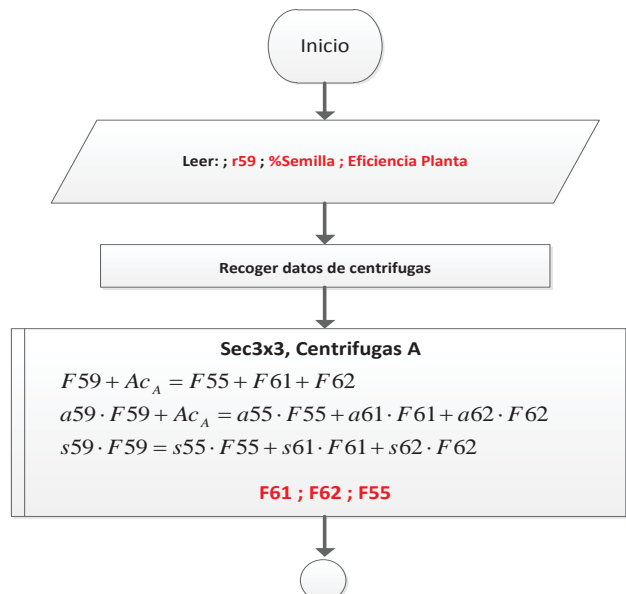 Inicio
Leer: ; r59 ; %Semilla ; Eficiencia Planta
Recoger datos de centrifugas
Sec3x3, Centrifugas A
F59 + Ac_A = F55 + F61 + F62
a59 · F59 + Ac_A = a55 · F55 + a61 · F61 + a62 · F62
s59 · F59 = s55 · F55 + s61 · F61 + s62 · F62
F61 ; F62 ; F55